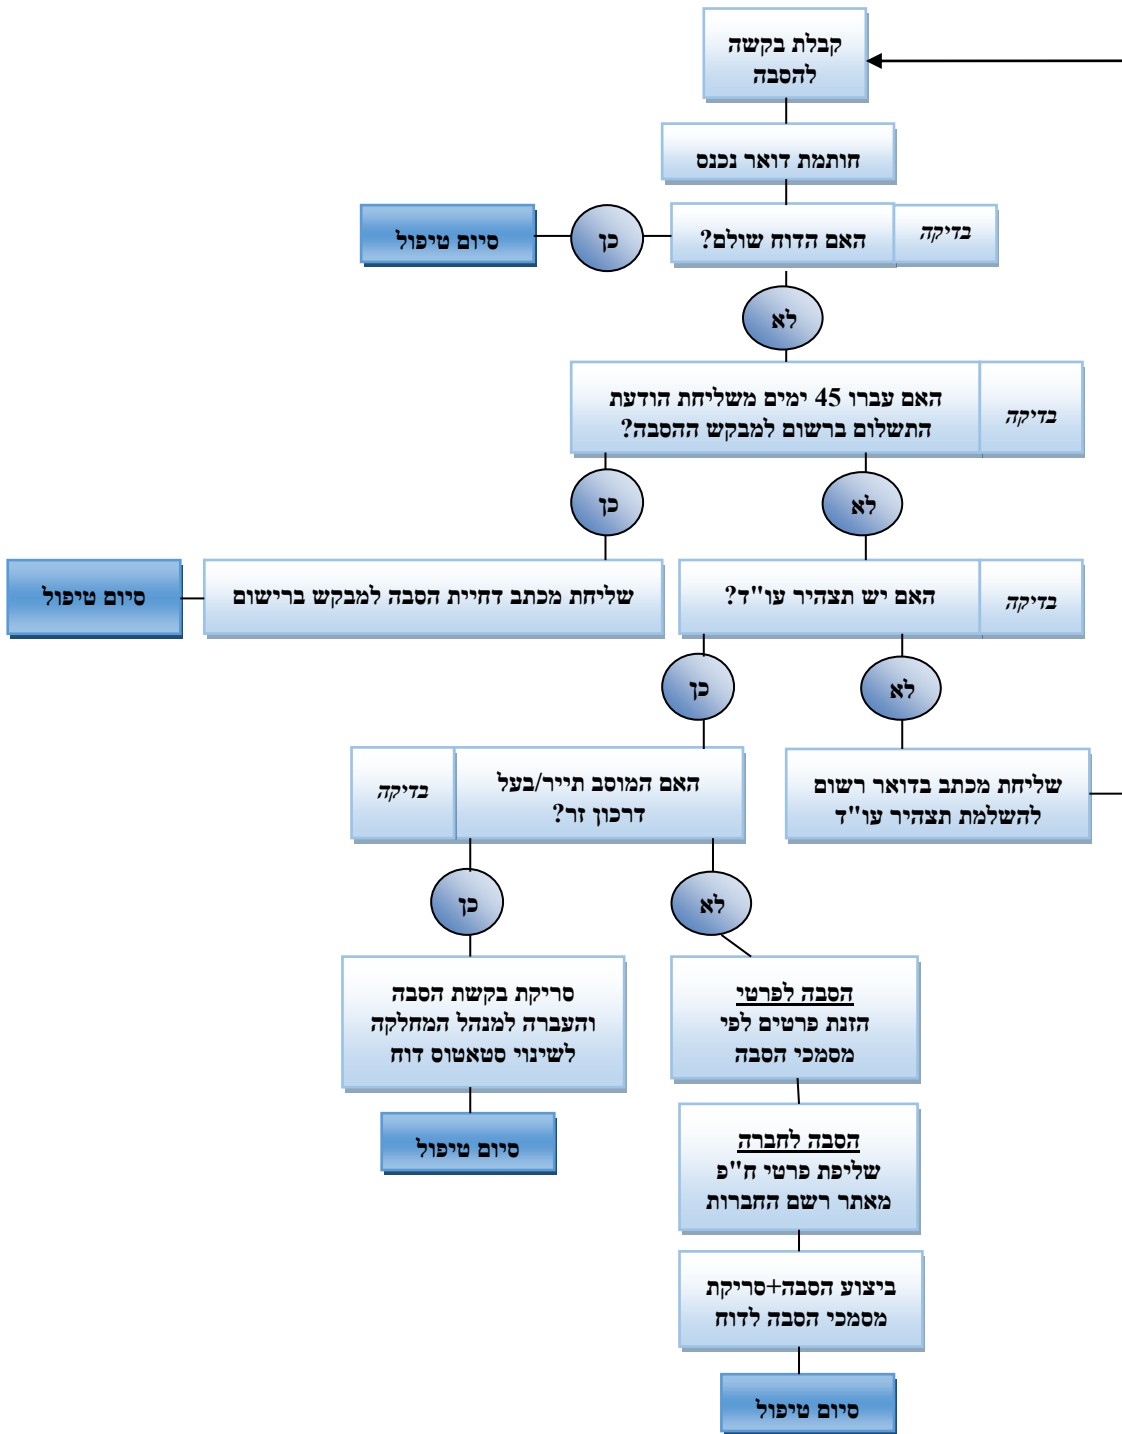 קבלת בקשה
להסבה
חותמת דואר נכנס
בדיקה
האם הדוח שולם?
כן
סיום טיפול
לא
בדיקה
האם עברו 45 ימים משליחת הודעת
התשלום ברשום למבקש ההסבה?
לא
כן
בדיקה
האם יש תצהיר עו"ד?
שליחת מכתב דחיית הסבה למבקש ברישום
סיום טיפול
לא
כן
שליחת מכתב בדואר רשום
להשלמת תצהיר עו"ד
האם המוסב תייר/בעל
דרכון זר?
בדיקה
לא
כן
הסבה לפרטי
הזנת פרטים לפי
מסמכי הסבה
סריקת בקשת הסבה
והעברה למנהל המחלקה
לשינוי סטאטוס דוח
הסבה לחברה
שליפת פרטי ח"פ
מאתר רשם החברות
סיום טיפול
ביצוע הסבה+סריקת
מסמכי הסבה לדוח
סיום טיפול